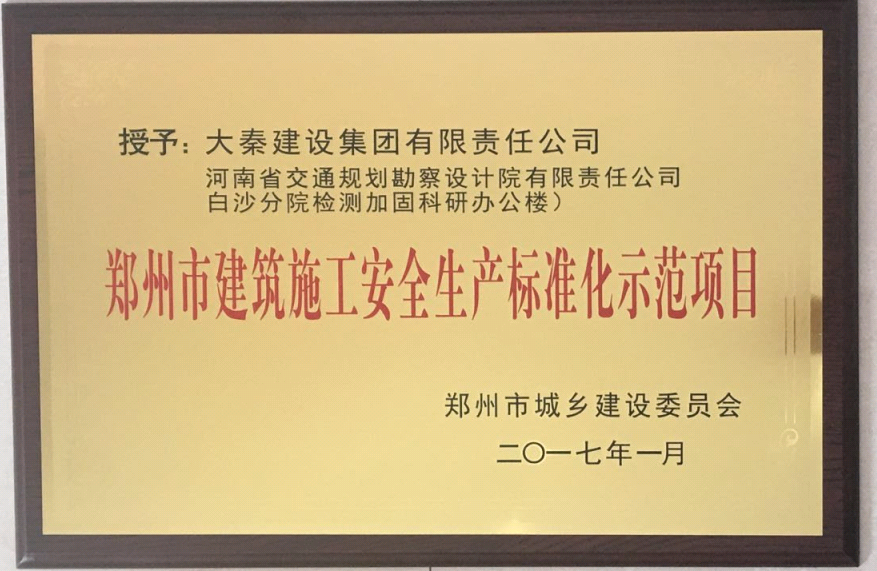 授予：大秦建设集团有限责任公司
河南省交通规划勘察设计院有限责任公司
白沙分院检测加固科研办公楼）
郑州市建筑施工安全生产标准化示范项目
郑州市城乡建设委员会
二〇一七年一月